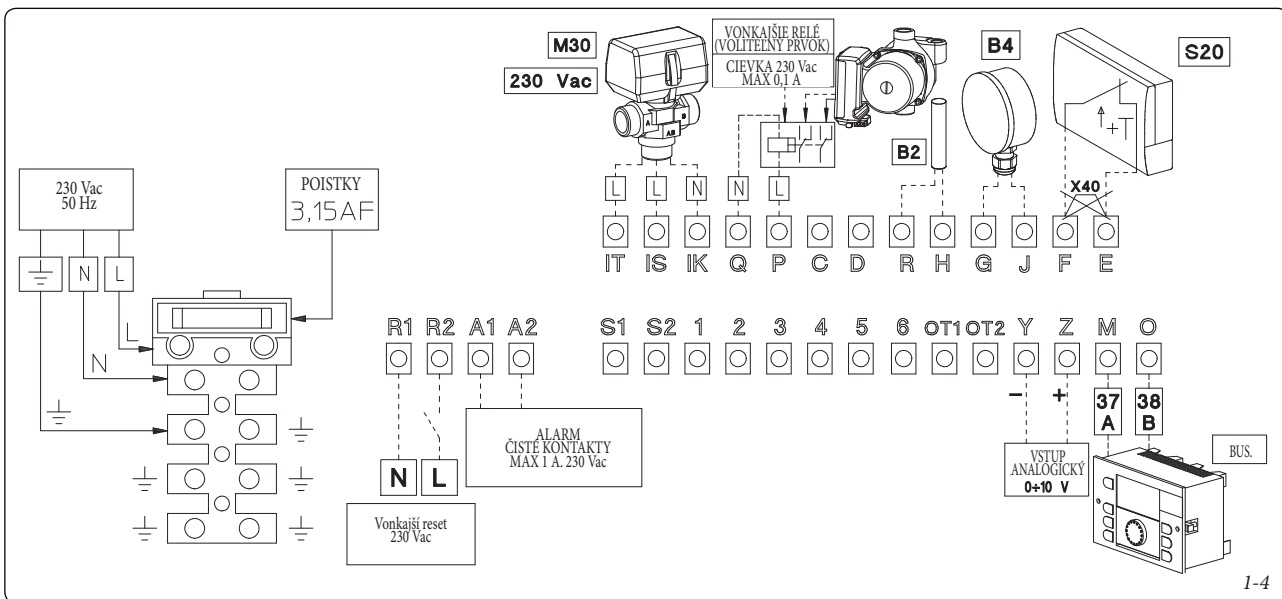 M30
230 Vac
A
B
AB
VONKAJŠIE RELÉ
(VOLITEĽNÝ PRVOK)
CIEVKA 230 Vac
MAX 0,1 A
B2
B4
S20
+T
X40
230 Vac
50 Hz
POISTKY
3,15AF
N
L
L
N
L
L
N
N
L
IT
IS
IK
Q
P
C
D
R
H
G
J
F
E
R1
R2
A1
A2
S1
S2
1
2
3
4
5
6
OT1
OT2
Y
Z
M
O
N
L
Vonkajší reset
230 Vac
ALARM
ČISTÉ KONTAKTY
MAX 1 A. 230 Vac
-
+
VSTUP
ANALOGICKÝ
0÷10 V
37
A
38
B
BUS.
1-4